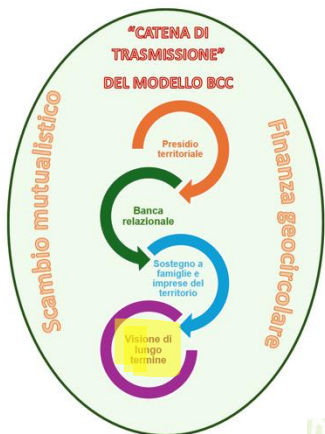 “CATENA DI
TRASMISSIONE”
DEL MODELLO BCC
Scambio mutualistico
Finanza geocircolare
Presidio
territoriale
Banca
relazionale
Sostegno a
famiglie e
imprese del
territorio
Visione di
lungo
termine